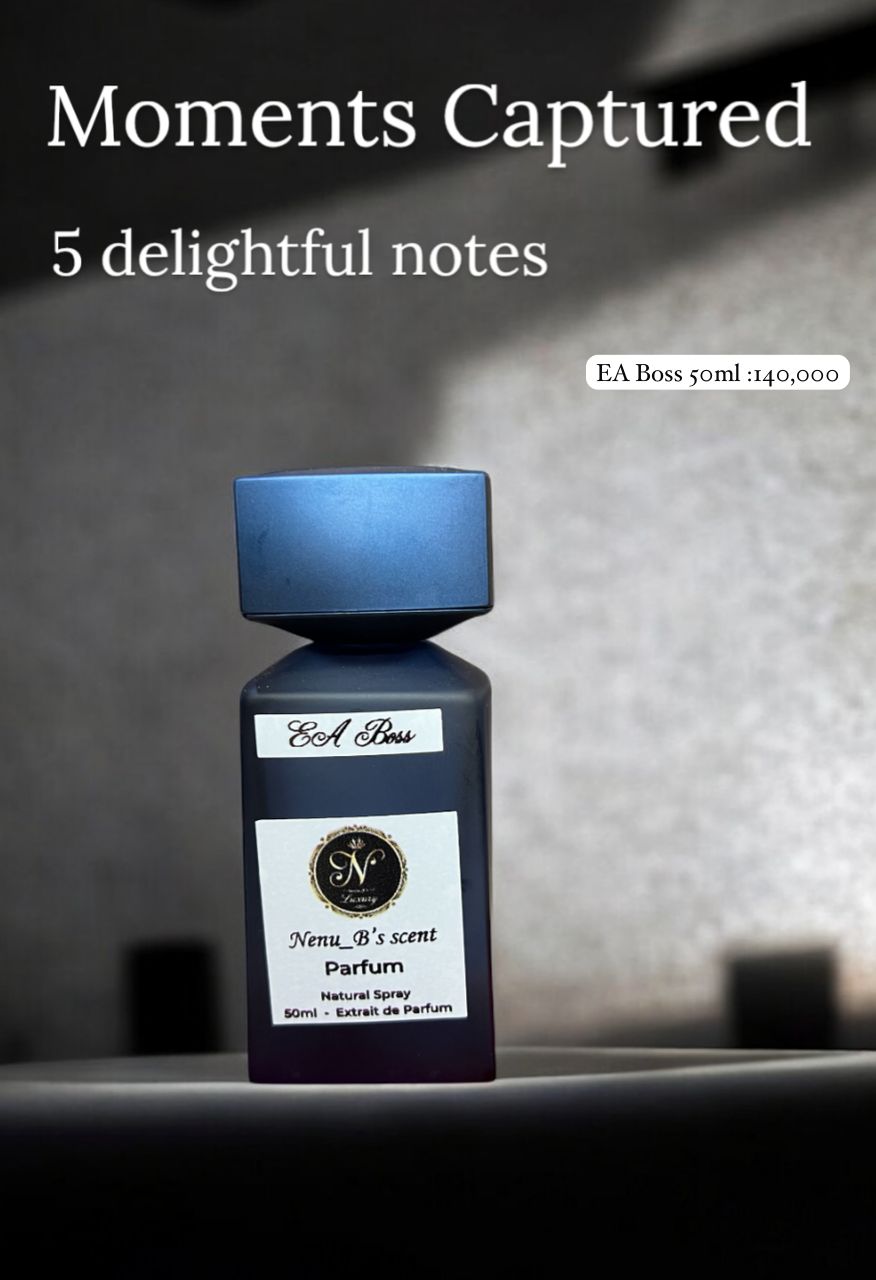 Moments Captured
5 delightful notes
EA Boss 50ml :140,000
EA Boss
N
Luxury
Nenu_B's scent
Parfum
Natural Spray
50ml - Extrait de Parfum